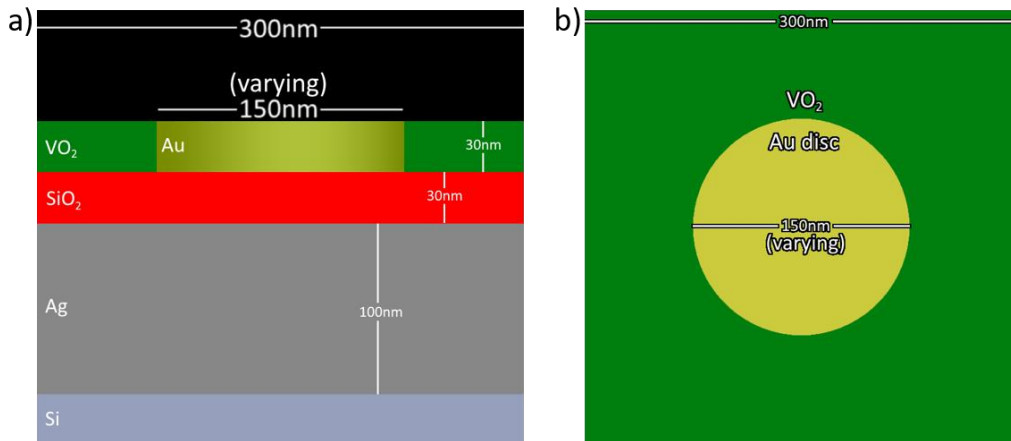 a)
300nm
(varying)
150nm
VO₂
Au
30nm
SiO₂
30nm
Ag
100nm
Si
b)
300nm
VO₂
Au disc
150nm
(varying)